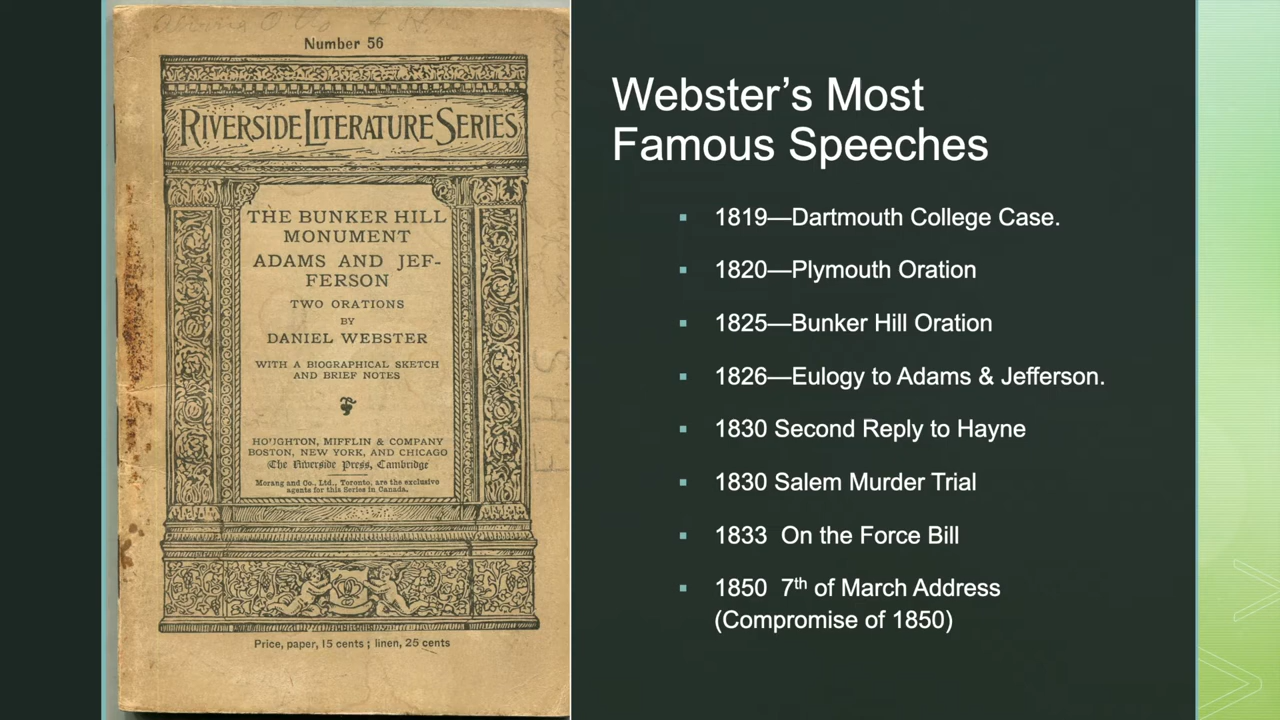 Number 56
RIVERSIDE LITERATURE SERIES
THE BUNKER HILL
MONUMENT
ADAMS AND JEF-
FERSON
TWO ORATIONS
BY
DANIEL WEBSTER
WITH A BIOGRAPHICAL SKETCH
AND BRIEF NOTES
HOUGHTON, MIFFLIN & COMPANY
BOSTON, NEW YORK, AND CHICAGO
The Riverside Press, Cambridge
Morang and Co., Ltd., Toronto, are the exclusive
agents for this Series in Canada.
Price, paper, 15 cents ; linen, 25 cents
Webster’s Most
Famous Speeches
▪ 1819—Dartmouth College Case.
▪ 1820—Plymouth Oration
▪ 1825—Bunker Hill Oration
▪ 1826—Eulogy to Adams & Jefferson.
▪ 1830 Second Reply to Hayne
▪ 1830 Salem Murder Trial
▪ 1833  On the Force Bill
▪ 1850  7th of March Address
(Compromise of 1850)